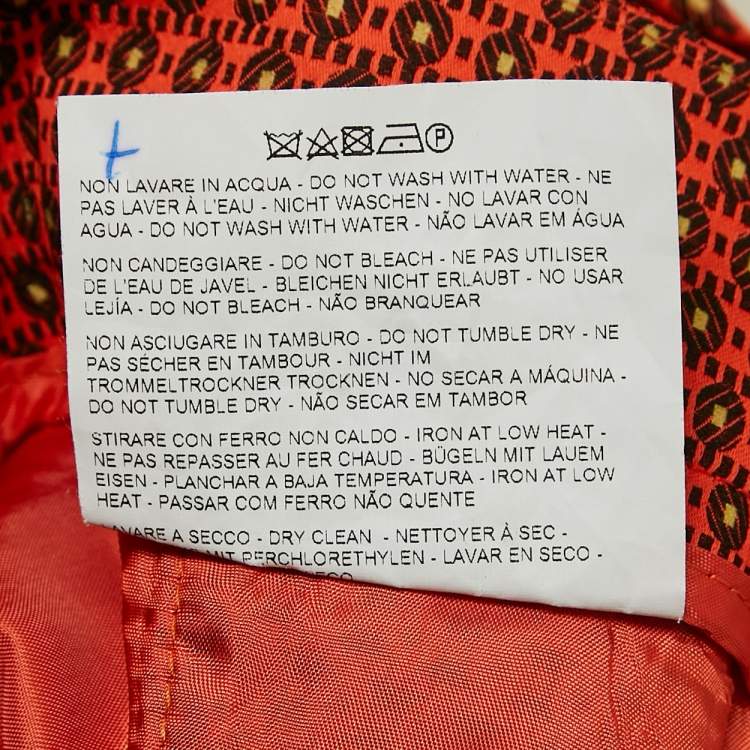 P
NON LAVARE IN ACQUA - DO NOT WASH WITH WATER - NE
PAS LAVER À L'EAU - NICHT WASCHEN - NO LAVAR CON
AGUA - DO NOT WASH WITH WATER - NÃO LAVAR EM ÁGUA
NON CANDEGGIARE - DO NOT BLEACH - NE PAS UTILISER
DE L'EAU DE JAVEL - BLEICHEN NICHT ERLAUBT - NO USAR
LEJÍA - DO NOT BLEACH - NÃO BRANQUEAR
NON ASCIUGARE IN TAMBURO - DO NOT TUMBLE DRY - NE
PAS SÉCHER EN TAMBOUR - NICHT IM
TROMMELTROCKNER TROCKNEN - NO SECAR A MÁQUINA -
DO NOT TUMBLE DRY - NÃO SECAR EM TAMBOR
STIRARE CON FERRO NON CALDO - IRON AT LOW HEAT -
NE PAS REPASSER AU FER CHAUD - BÜGELN MIT LAUEM
EISEN - PLANCHAR A BAJA TEMPERATURA - IRON AT LOW
HEAT - PASSAR COM FERRO NÃO QUENTE
LAVARE A SECCO - DRY CLEAN - NETTOYER À SEC -
MIT PERCHLORETHYLEN - LAVAR EN SECO -